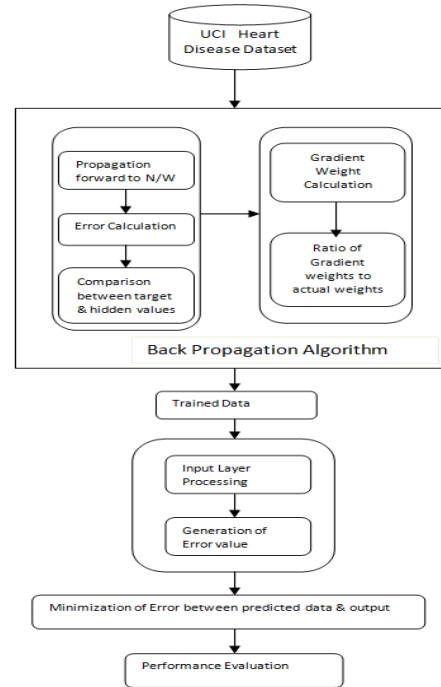 UCI Heart
Disease Dataset
Propagation
forward to N/W
Error Calculation
Comparison
between target
& hidden values
Gradient
Weight
Calculation
Ratio of
Gradient
weights to
actual weights
Back Propagation Algorithm
Trained Data
Input Layer
Processing
Generation of
Error value
Minimization of Error between predicted data & output
Performance Evaluation